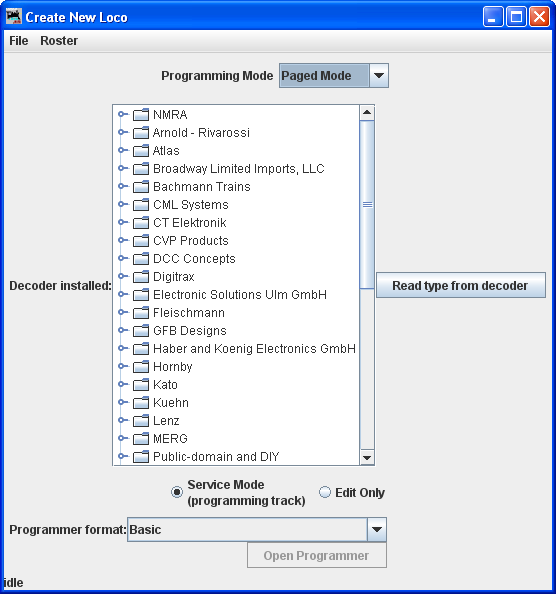 Create New Loco
File Roster
Programming Mode Paged Mode
NMRA
Arnold - Rivarossi
Atlas
Broadway Limited Imports, LLC
Bachmann Trains
CML Systems
CT Elektronik
CVP Products
DCC Concepts
Digitrax
Decoder installed: Electronic Solutions Ulm GmbH Read type from decoder
Fleischmann
GFB Designs
Haber and Koenig Electronics GmbH
Hornby
Kato
Kuehn
Lenz
MERG
Public-domain and DIY
Service Mode
(programming track) Edit Only
Programmer format: Basic
Open Programmer
idle